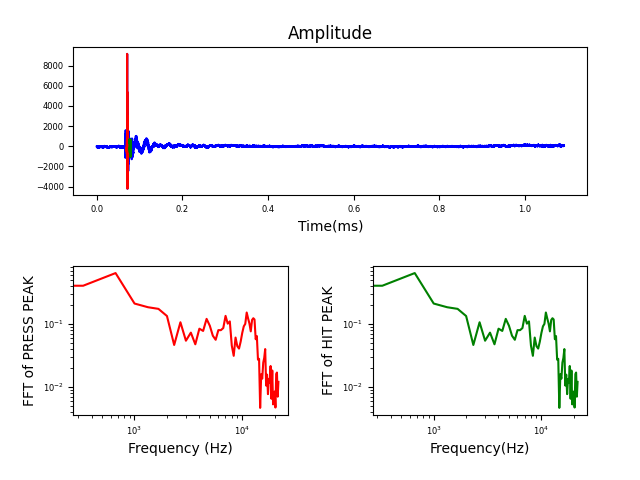 Amplitude
8000
6000
4000
2000
0
−2000
−4000
0.0 0.2 0.4 0.6 0.8 1.0
Time(ms)
FFT of PRESS PEAK
10⁻¹
10⁻²
10³ 10⁴
Frequency (Hz)
FFT of HIT PEAK
10⁻¹
10⁻²
10³ 10⁴
Frequency(Hz)